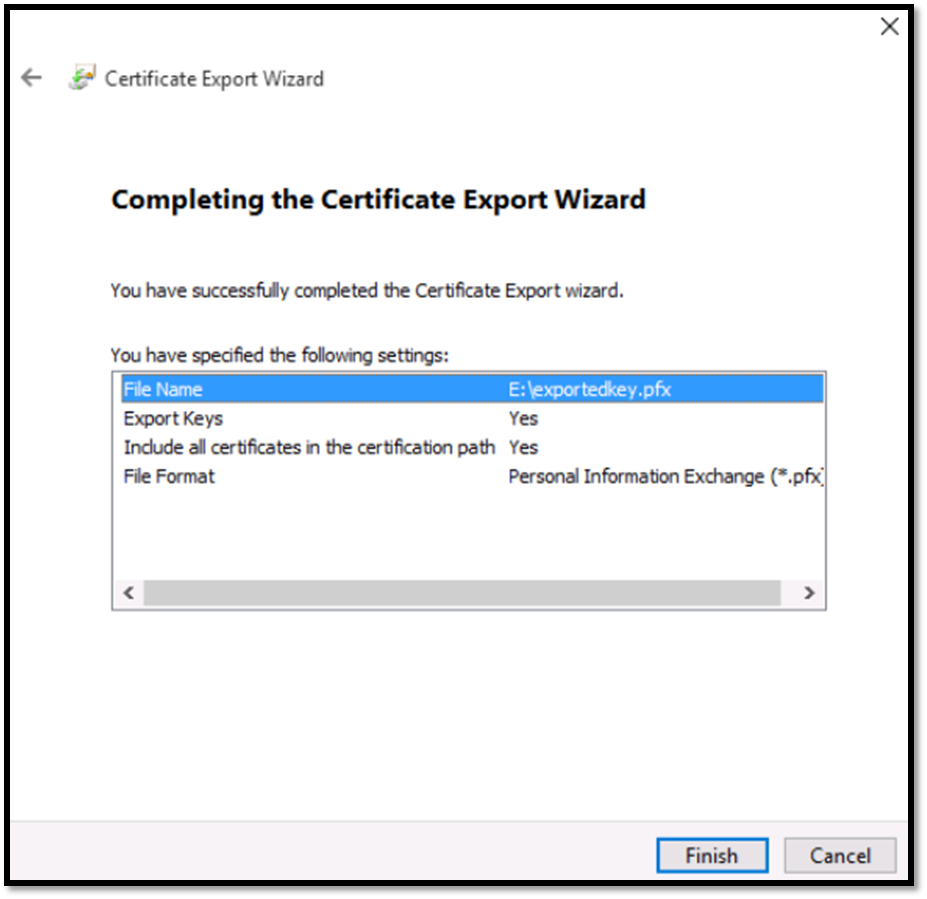 Certificate Export Wizard
Completing the Certificate Export Wizard
You have successfully completed the Certificate Export wizard.
You have specified the following settings:
File Name E:\exportedkey.pfx
Export Keys Yes
Include all certificates in the certification path Yes
File Format Personal Information Exchange (*.pfx)
Finish Cancel